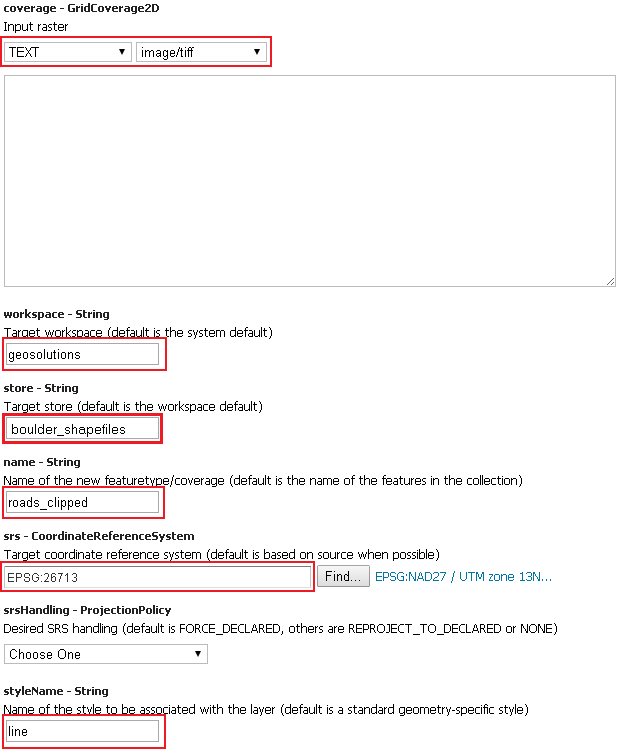 coverage - GridCoverage2D
Input raster
TEXT image/tiff
workspace - String
Target workspace (default is the system default)
geosolutions
store - String
Target store (default is the workspace default)
boulder_shapefiles
name - String
Name of the new featuretype/coverage (default is the name of the features in the collection)
roads_clipped
srs - CoordinateReferenceSystem
Target coordinate reference system (default is based on source when possible)
EPSG:26713 Find... EPSG:NAD27 / UTM zone 13N...
srsHandling - ProjectionPolicy
Desired SRS handling (default is FORCE_DECLARED, others are REPROJECT_TO_DECLARED or NONE)
Choose One
styleName - String
Name of the style to be associated with the layer (default is a standard geometry-specific style)
line